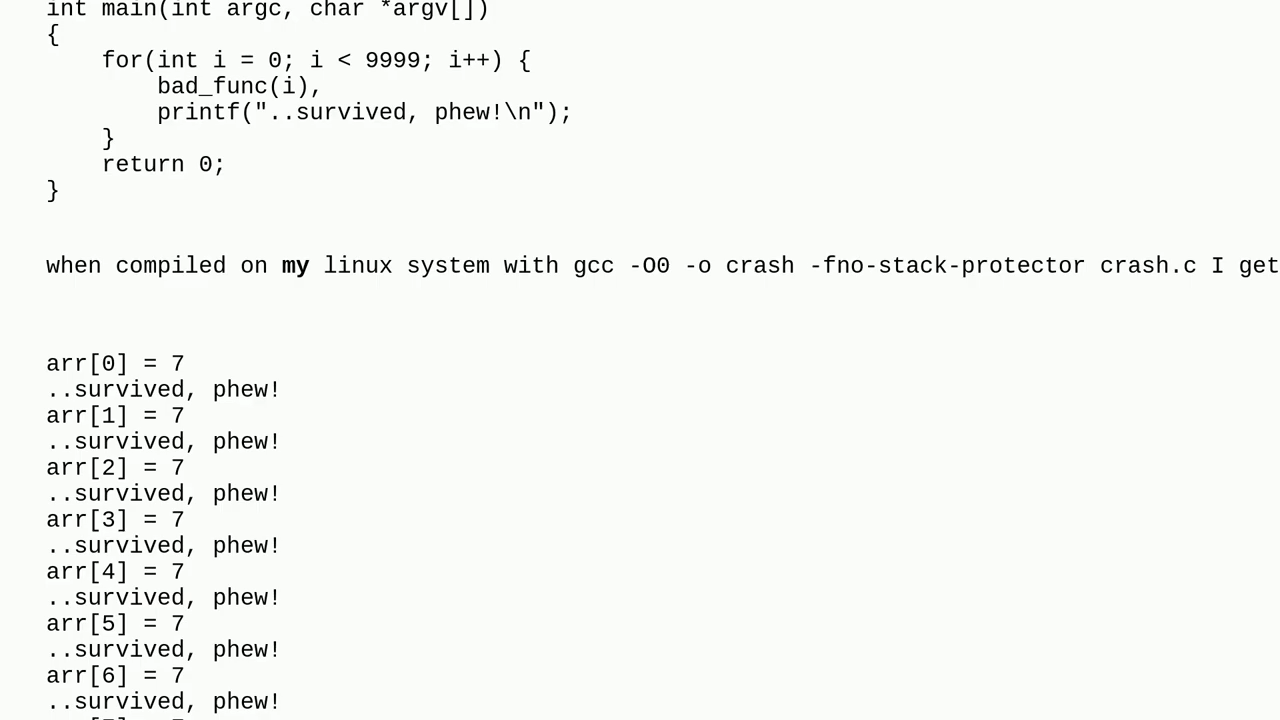 int main(int argc, char *argv[])
{
    for(int i = 0; i < 9999; i++) {
        bad_func(i),
        printf("..survived, phew!\n");
    }
    return 0;
}
when compiled on my linux system with gcc -O0 -o crash -fno-stack-protector crash.c I get
arr[0] = 7
..survived, phew!
arr[1] = 7
..survived, phew!
arr[2] = 7
..survived, phew!
arr[3] = 7
..survived, phew!
arr[4] = 7
..survived, phew!
arr[5] = 7
..survived, phew!
arr[6] = 7
..survived, phew!